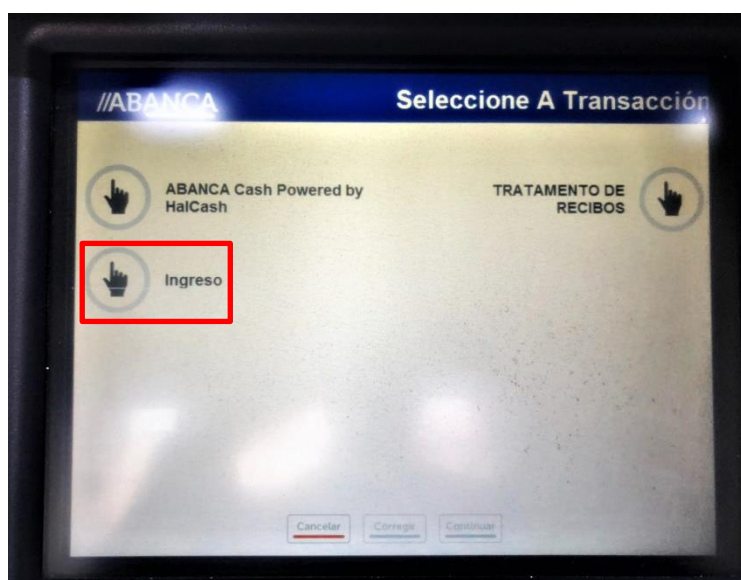 //ABANCA
Seleccione A Transacción
ABANCA Cash Powered by
HalCash
TRATAMENTO DE
RECIBOS
Ingreso
Cancelar
Corregir
Continuar